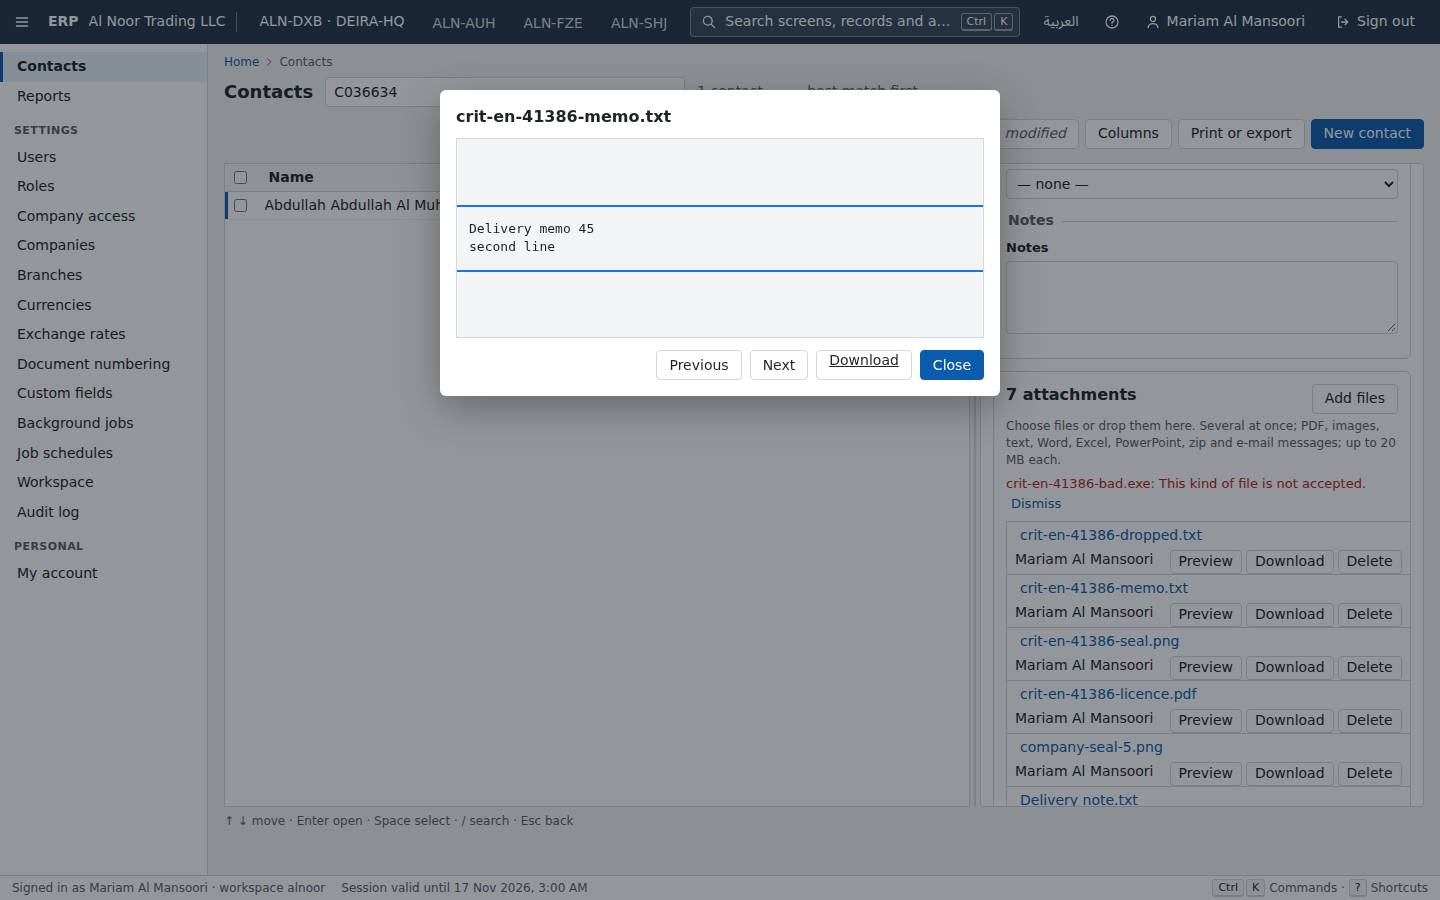 ERP Al Noor Trading LLC ALN-DXB · DEIRA-HQ ALN-AUH ALN-FZE ALN-SHJ Search screens, records and a… Ctrl K العربية Mariam Al Mansoori Sign out
Contacts
Reports
SETTINGS
Users
Roles
Company access
Companies
Branches
Currencies
Exchange rates
Document numbering
Custom fields
Background jobs
Job schedules
Workspace
Audit log
PERSONAL
My account
Home > Contacts
Contacts C036634
modified Columns Print or export New contact
Name
Abdullah Abdullah Al Muh
crit-en-41386-memo.txt
Delivery memo 45
second line
Previous Next Download Close
— none —
Notes
Notes
7 attachments Add files
Choose files or drop them here. Several at once; PDF, images,
text, Word, Excel, PowerPoint, zip and e-mail messages; up to 20
MB each.
crit-en-41386-bad.exe: This kind of file is not accepted.
Dismiss
crit-en-41386-dropped.txt
Mariam Al Mansoori Preview Download Delete
crit-en-41386-memo.txt
Mariam Al Mansoori Preview Download Delete
crit-en-41386-seal.png
Mariam Al Mansoori Preview Download Delete
crit-en-41386-licence.pdf
Mariam Al Mansoori Preview Download Delete
company-seal-5.png
Mariam Al Mansoori Preview Download Delete
Delivery note.txt
↑ ↓ move · Enter open · Space select · / search · Esc back
Signed in as Mariam Al Mansoori · workspace alnoor Session valid until 17 Nov 2026, 3:00 AM Ctrl K Commands · ? Shortcuts